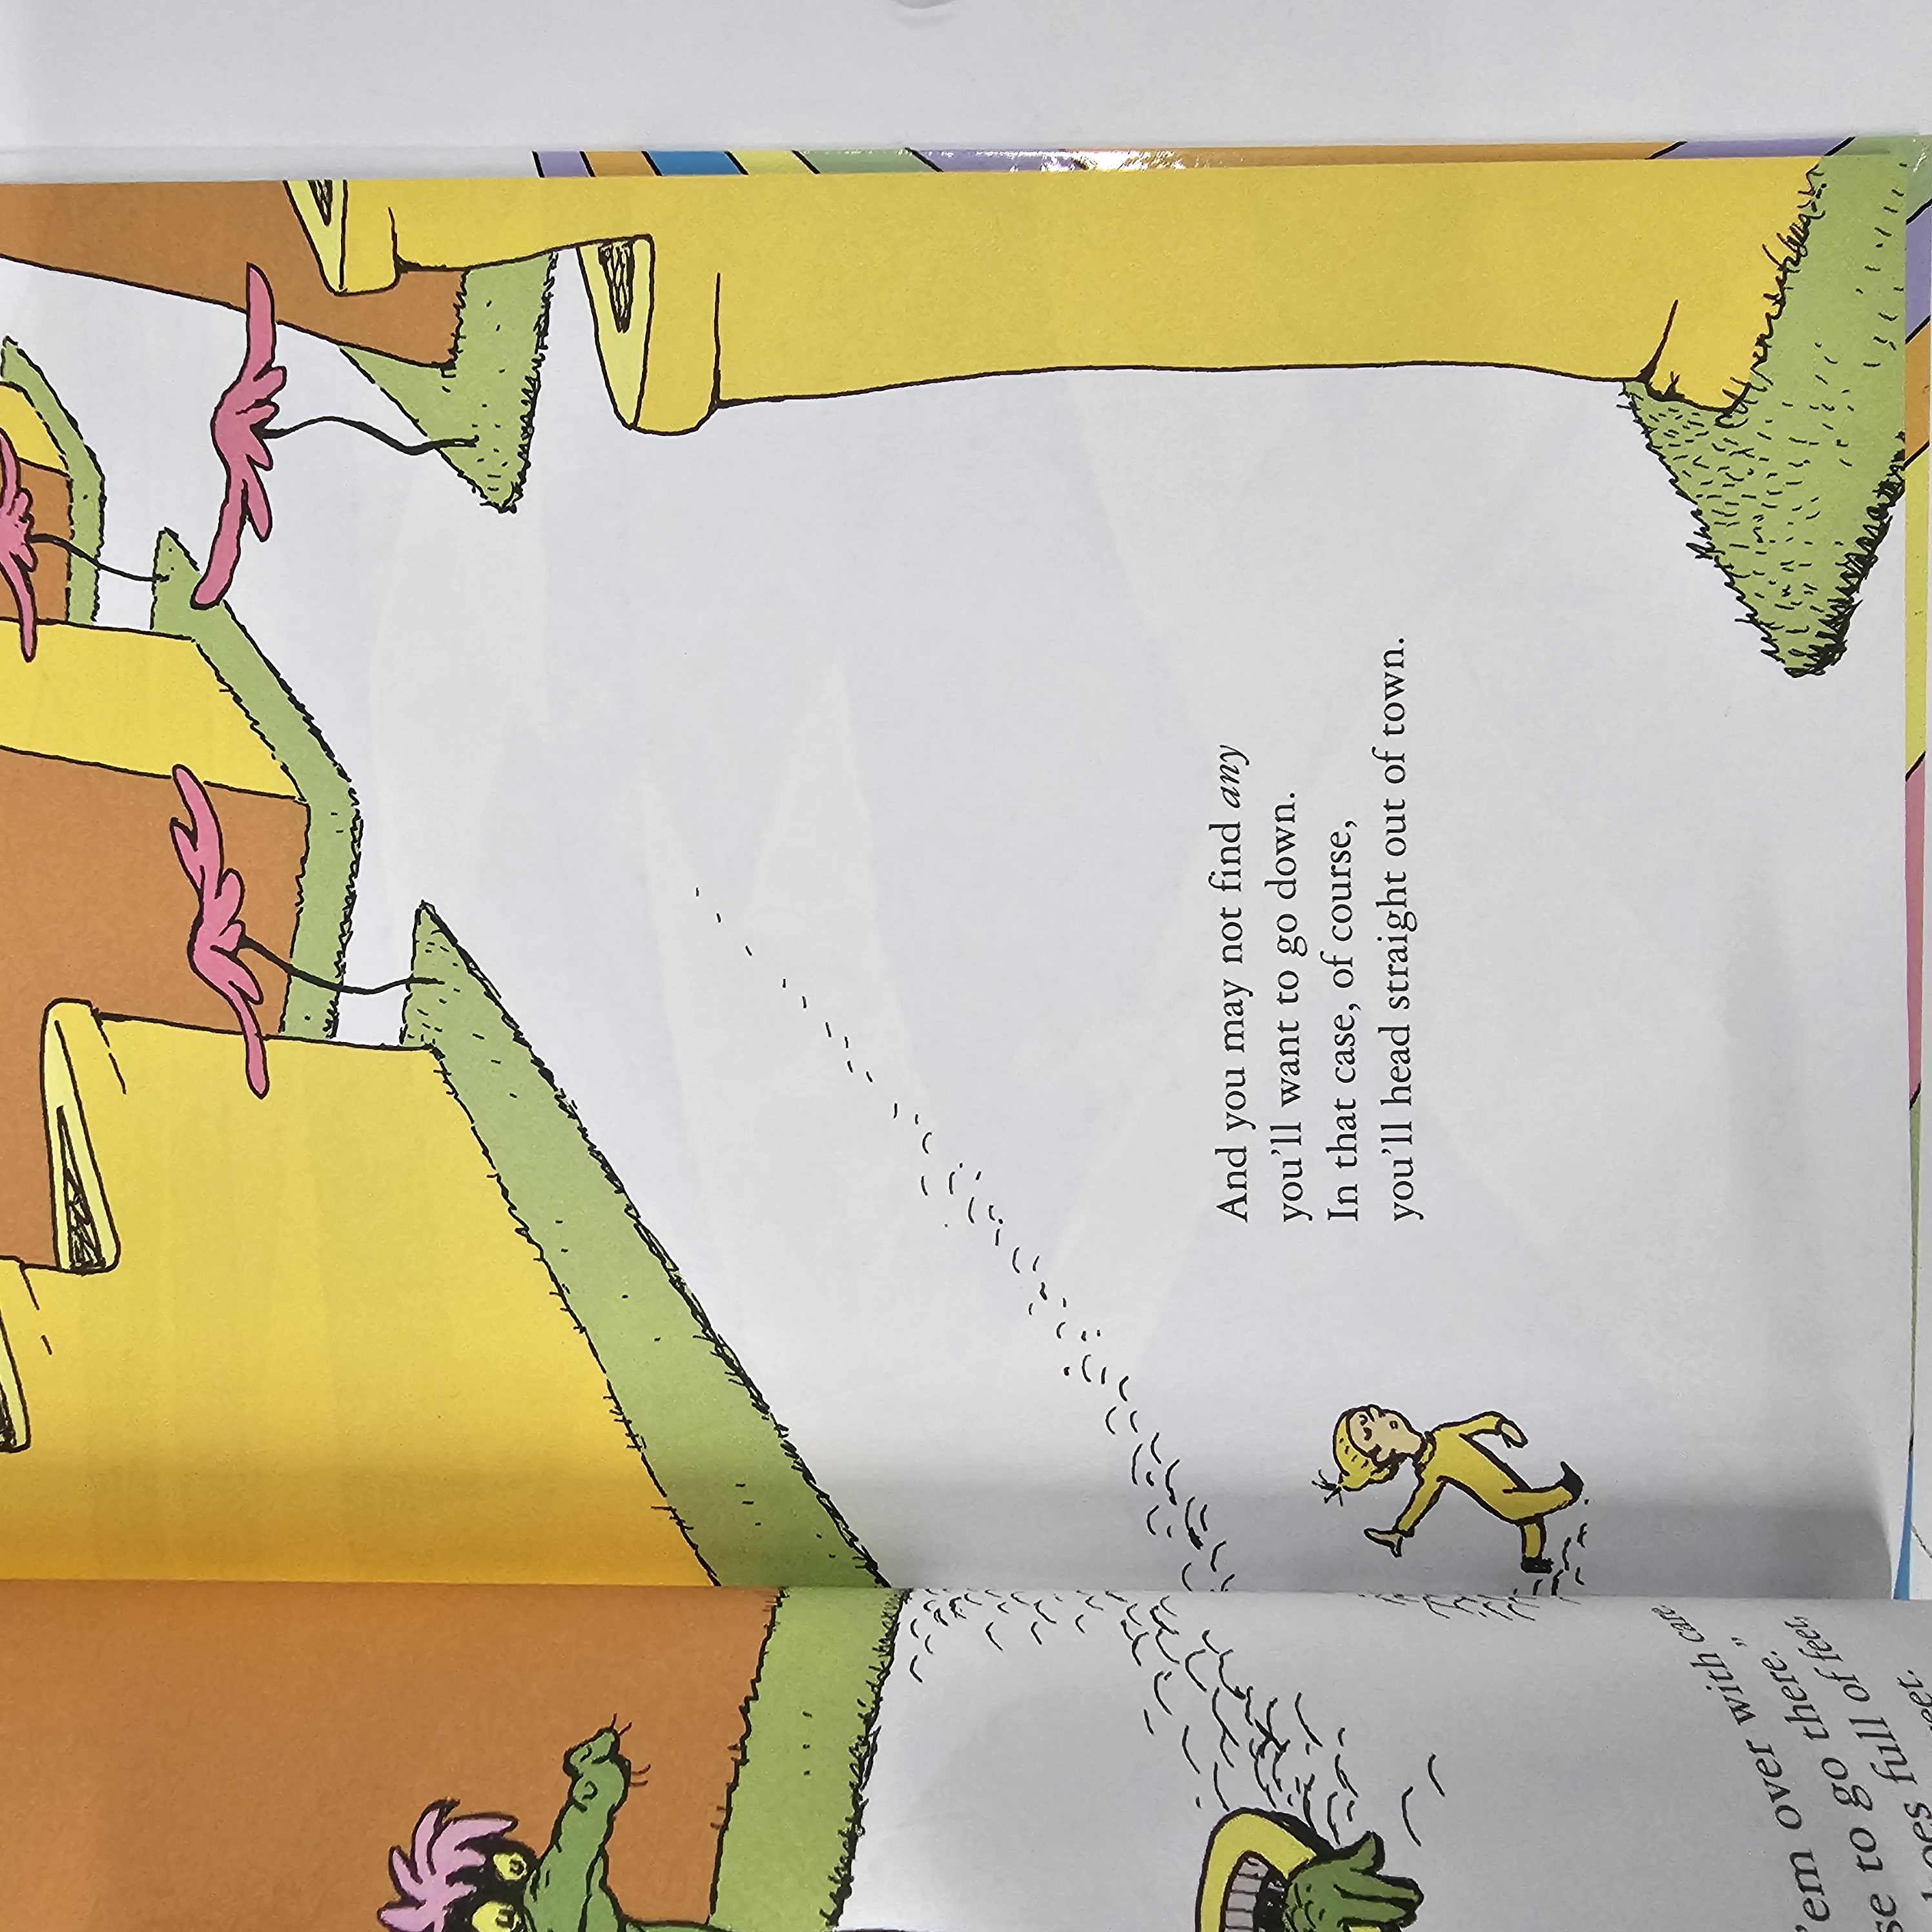 'em over with care.
se to go there."
hoes full of feet,
eet.
And you may not find any
you'll want to go down.
In that case, of course,
you'll head straight out of town.